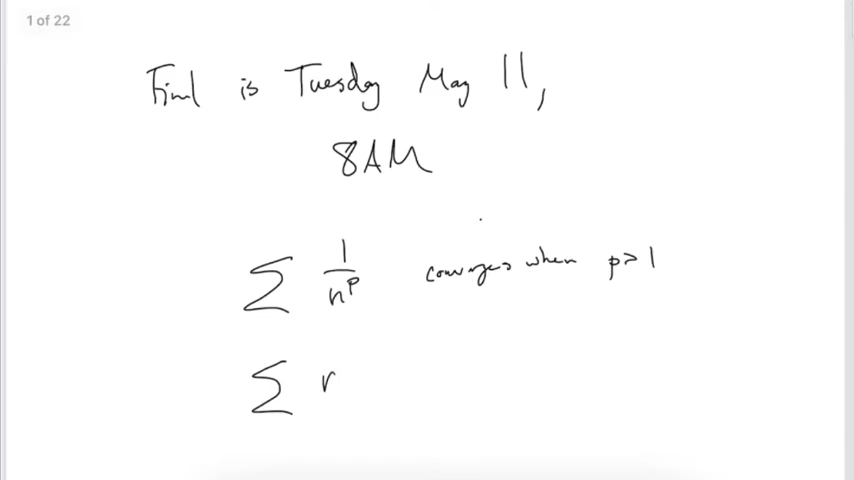 1 of 22
Final is Tuesday May 11,
8AM
∑ 1/n^p converges when p > 1
∑ r